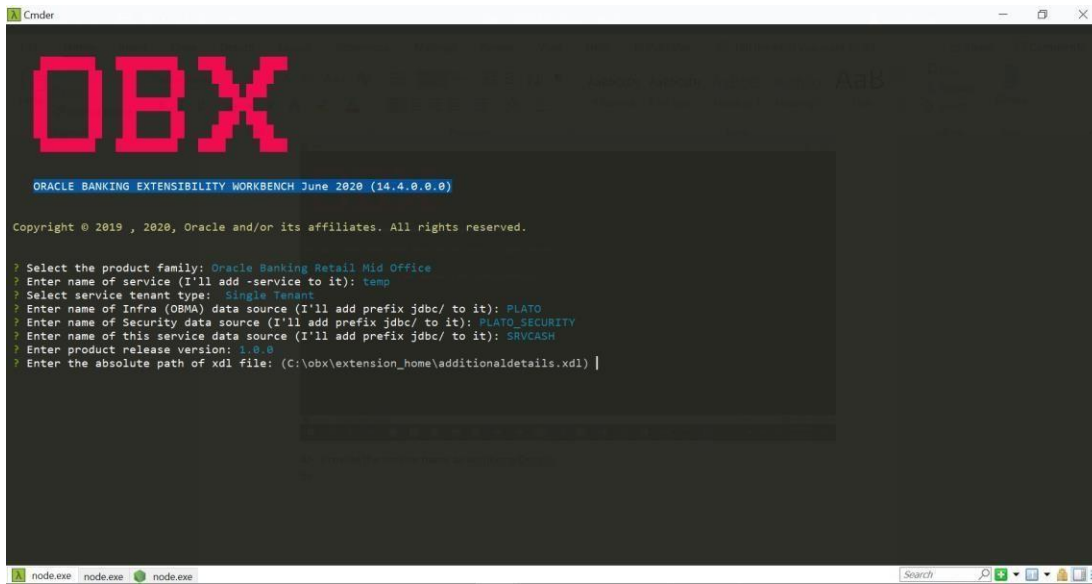 Cmder
OBX
ORACLE BANKING EXTENSIBILITY WORKBENCH June 2020 (14.4.0.0.0)
Copyright © 2019 , 2020, Oracle and/or its affiliates. All rights reserved.
? Select the product family: Oracle Banking Retail Mid Office
? Enter name of service (I'll add -service to it): temp
? Select service tenant type: Single Tenant
? Enter name of Infra (OBMA) data source (I'll add prefix jdbc/ to it): PLATO
? Enter name of Security data source (I'll add prefix jdbc/ to it): PLATO_SECURITY
? Enter name of this service data source (I'll add prefix jdbc/ to it): SRVCASH
? Enter product release version: 1.0.0
? Enter the absolute path of xdl file: (C:\obx\extension_home\additionaldetails.xdl)
AaB
node.exe node.exe node.exe Search